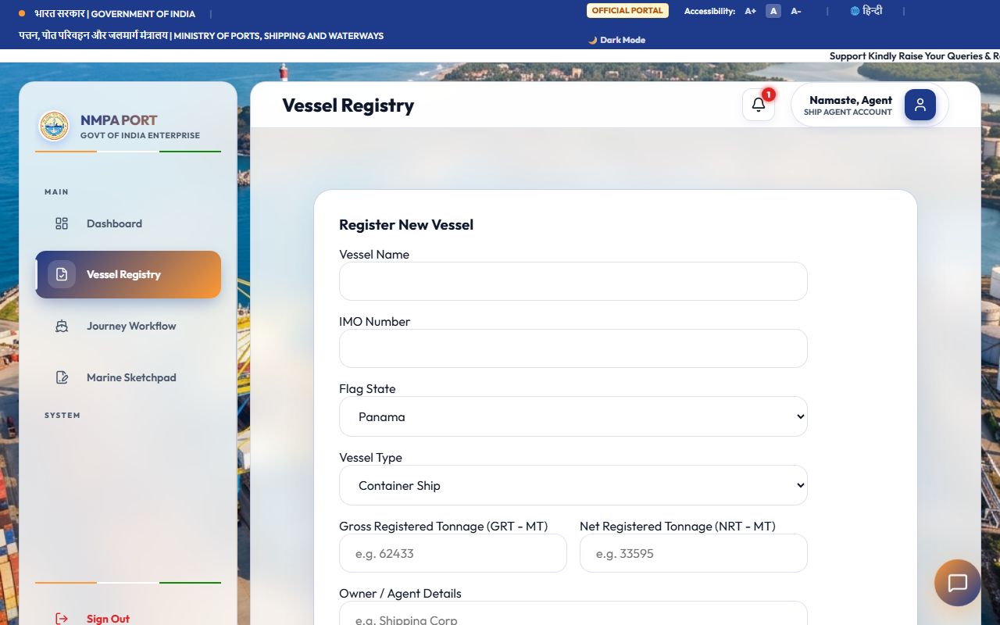 भारत सरकार | GOVERNMENT OF INDIA |
पत्तन, पोत परिवहन और जलमार्ग मंत्रालय | MINISTRY OF PORTS, SHIPPING AND WATERWAYS
OFFICIAL PORTAL Accessibility: A+ A A- | हिन्दी |
Dark Mode
Support Kindly Raise Your Queries &
NMPA PORT
GOVT OF INDIA ENTERPRISE
MAIN
Dashboard
Vessel Registry
Journey Workflow
Marine Sketchpad
SYSTEM
Sign Out
Vessel Registry
1
Namaste, Agent
SHIP AGENT ACCOUNT
Register New Vessel
Vessel Name
IMO Number
Flag State
Panama
Vessel Type
Container Ship
Gross Registered Tonnage (GRT - MT) Net Registered Tonnage (NRT - MT)
e.g. 62433 e.g. 33595
Owner / Agent Details
e.g. Shipping Corp